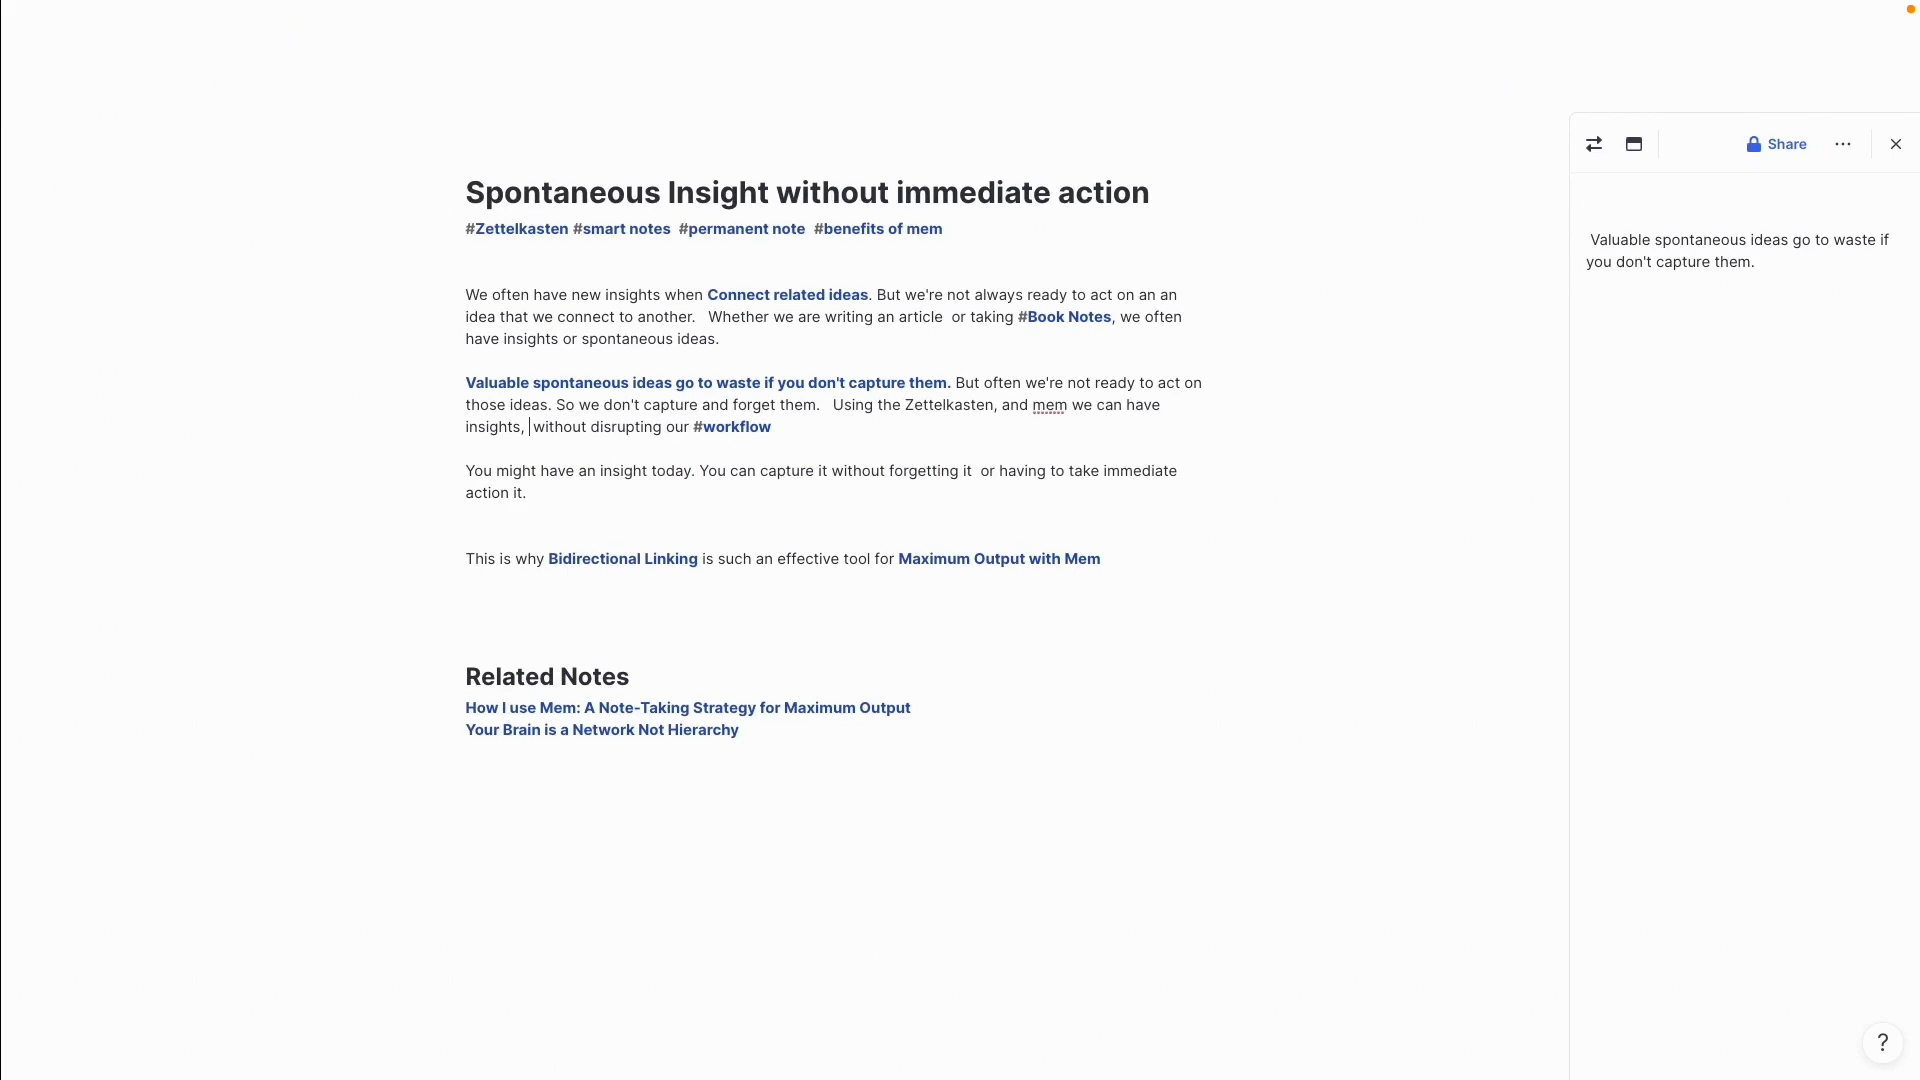 Spontaneous Insight without immediate action
#Zettelkasten #smart notes #permanent note #benefits of mem
We often have new insights when Connect related ideas. But we're not always ready to act on an an
idea that we connect to another. Whether we are writing an article or taking #Book Notes, we often
have insights or spontaneous ideas.
Valuable spontaneous ideas go to waste if you don't capture them. But often we're not ready to act on
those ideas. So we don't capture and forget them. Using the Zettelkasten, and mem we can have
insights, without disrupting our #workflow
You might have an insight today. You can capture it without forgetting it or having to take immediate
action it.
This is why Bidirectional Linking is such an effective tool for Maximum Output with Mem
Related Notes
How I use Mem: A Note-Taking Strategy for Maximum Output
Your Brain is a Network Not Hierarchy
Share
Valuable spontaneous ideas go to waste if
you don't capture them.
?